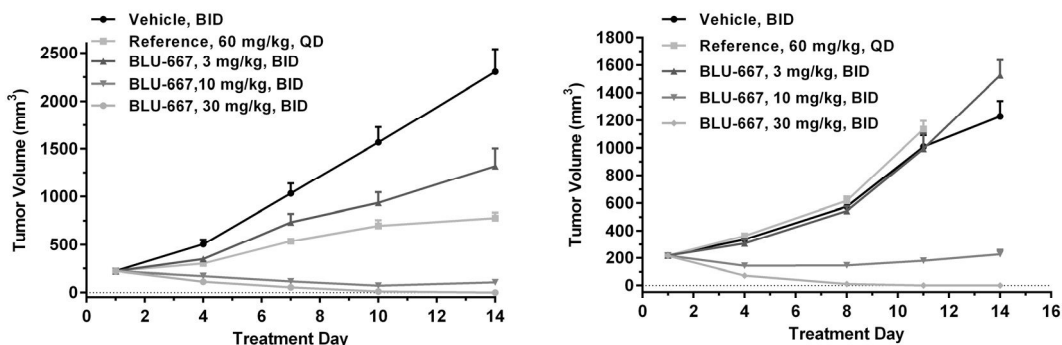 Vehicle, BID
Reference, 60 mg/kg, QD
BLU-667, 3 mg/kg, BID
BLU-667,10 mg/kg, BID
BLU-667, 30 mg/kg, BID
Tumor Volume (mm³)
2500
2000
1500
1000
500
0
0 2 4 6 8 10 12 14
Treatment Day
Vehicle, BID
Reference, 60 mg/kg, QD
BLU-667, 3 mg/kg, BID
BLU-667, 10 mg/kg, BID
BLU-667, 30 mg/kg, BID
Tumor Volume (mm³)
1800
1600
1400
1200
1000
800
600
400
200
0
0 2 4 6 8 10 12 14 16
Treatment Day